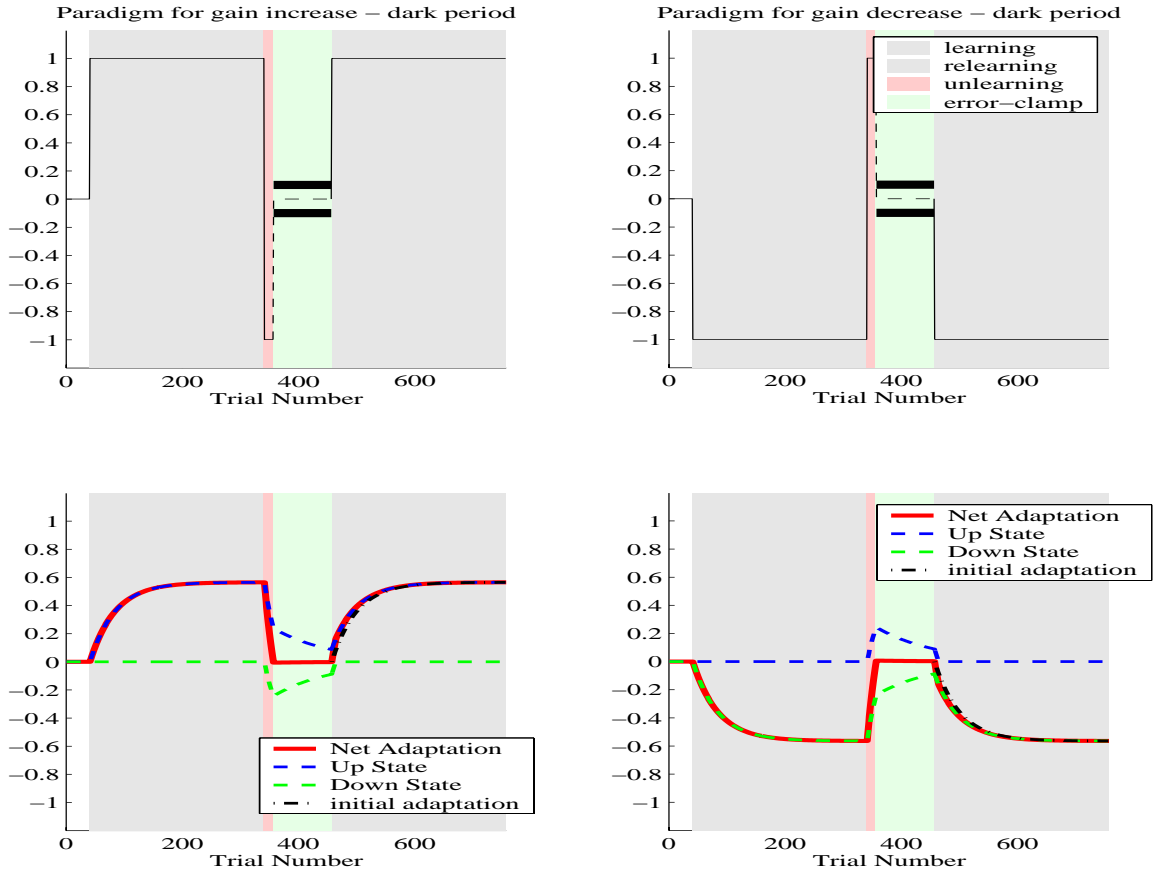 Paradigm for gain increase − dark period
1
0.8
0.6
0.4
0.2
0
−0.2
−0.4
−0.6
−0.8
−1
0 200 400 600
Trial Number
Paradigm for gain decrease − dark period
learning
relearning
unlearning
error−clamp
1
0.8
0.6
0.4
0.2
0
−0.2
−0.4
−0.6
−0.8
−1
0 200 400 600
Trial Number
1
0.8
0.6
0.4
0.2
0
−0.2
−0.4
−0.6
−0.8
−1
Net Adaptation
Up State
Down State
initial adaptation
0 200 400 600
Trial Number
Net Adaptation
Up State
Down State
initial adaptation
1
0.8
0.6
0.4
0.2
0
−0.2
−0.4
−0.6
−0.8
−1
0 200 400 600
Trial Number